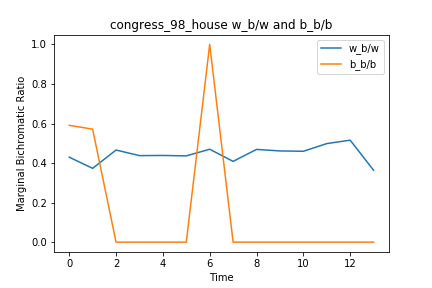 congress_98_house w_b/w and b_b/b
w_b/w
b_b/b
Marginal Bichromatic Ratio
1.0
0.8
0.6
0.4
0.2
0.0
0 2 4 6 8 10 12
Time